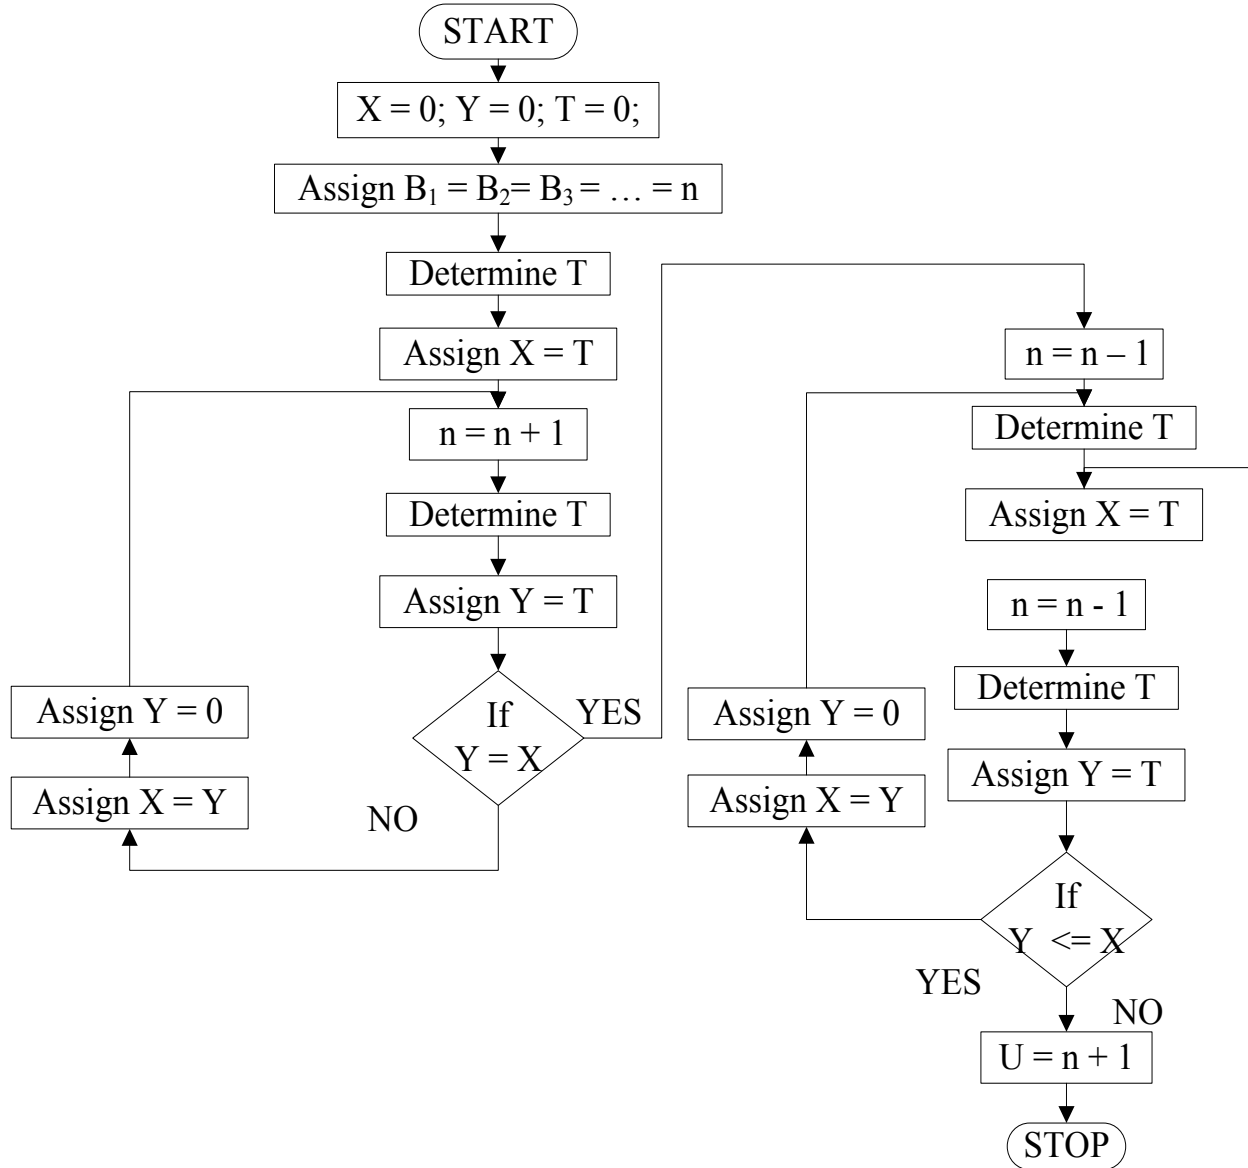 START
X = 0; Y = 0; T = 0;
Assign B₁ = B₂= B₃ = … = n
Determine T
Assign X = T
n = n + 1
Determine T
Assign Y = T
If
Y = X
YES
NO
Assign X = Y
Assign Y = 0
n = n – 1
Determine T
Assign X = T
n = n - 1
Determine T
Assign Y = T
If
Y <= X
YES
NO
Assign X = Y
Assign Y = 0
U = n + 1
STOP